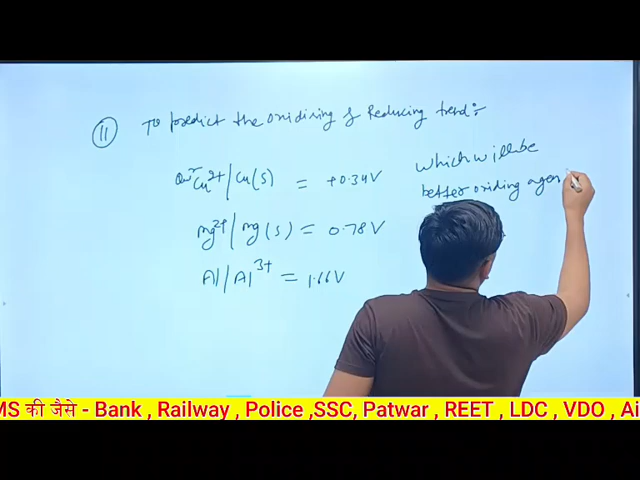 11 To predict the oxidising & Reducing trend:-
Cu²⁺/Cu(s) = +0.34V
which will be
better oxiding agen
Mg²⁺/Mg(s) = 0.78V
Al/Al³⁺ = 1.66V
MS की जैसे - Bank , Railway , Police ,SSC, Patwar , REET , LDC , VDO , Ai